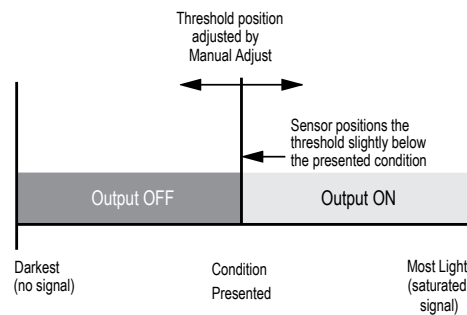 Threshold position
adjusted by
Manual Adjust
Sensor positions the
threshold slightly below
the presented condition
Output OFF
Output ON
Darkest
(no signal)
Condition
Presented
Most Light
(saturated
signal)